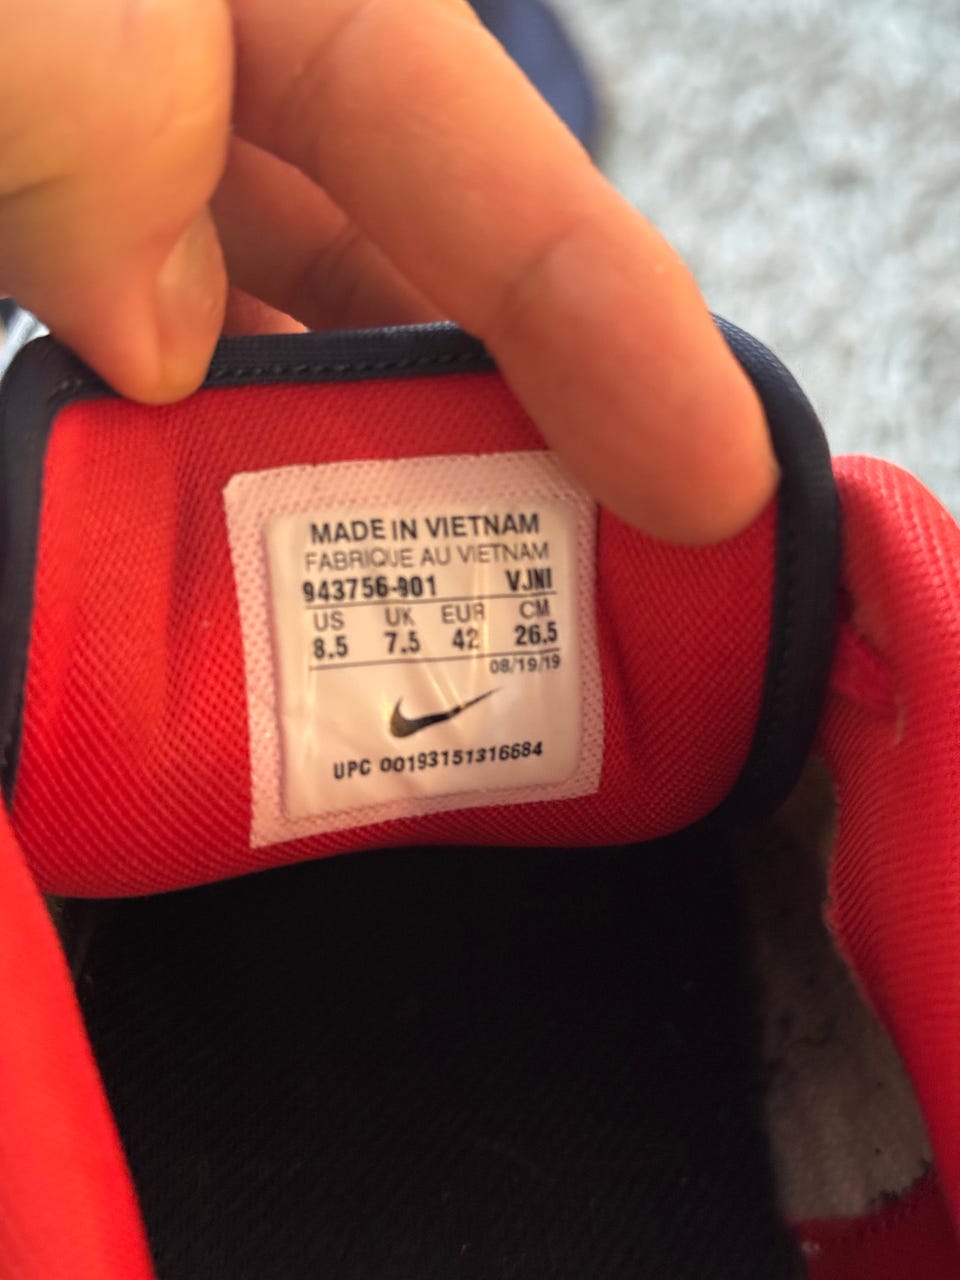 MADE IN VIETNAM
FABRIQUE AU VIETNAM
943756-901 VJNI
US UK EUR CM
8.5 7.5 42 26.5
08/19/19
UPC 00193151316684